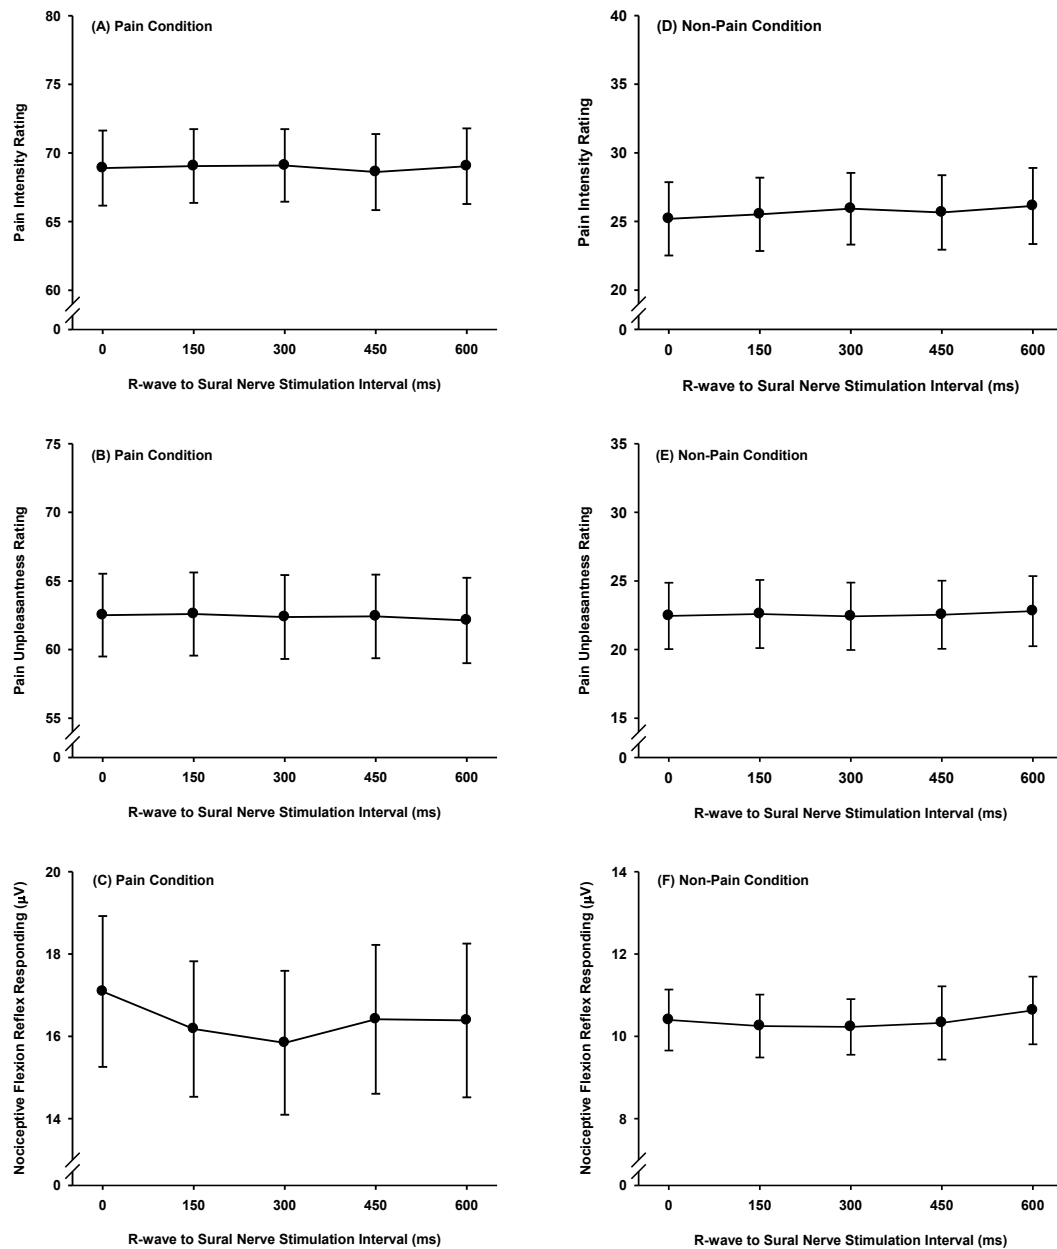 (A) Pain Condition
Pain Intensity Rating
80
75
70
65
60
0
0 150 300 450 600
R-wave to Sural Nerve Stimulation Interval (ms)
(D) Non-Pain Condition
Pain Intensity Rating
40
35
30
25
20
0
0 150 300 450 600
R-wave to Sural Nerve Stimulation Interval (ms)
(B) Pain Condition
Pain Unpleasantness Rating
75
70
65
60
55
0
0 150 300 450 600
R-wave to Sural Nerve Stimulation Interval (ms)
(E) Non-Pain Condition
Pain Unpleasantness Rating
35
30
25
20
15
0
0 150 300 450 600
R-wave to Sural Nerve Stimulation Interval (ms)
(C) Pain Condition
Nociceptive Flexion Reflex Responding (μV)
20
18
16
14
0
0 150 300 450 600
R-wave to Sural Nerve Stimulation Interval (ms)
(F) Non-Pain Condition
Nociceptive Flexion Reflex Responding (μV)
14
12
10
8
0
0 150 300 450 600
R-wave to Sural Nerve Stimulation Interval (ms)